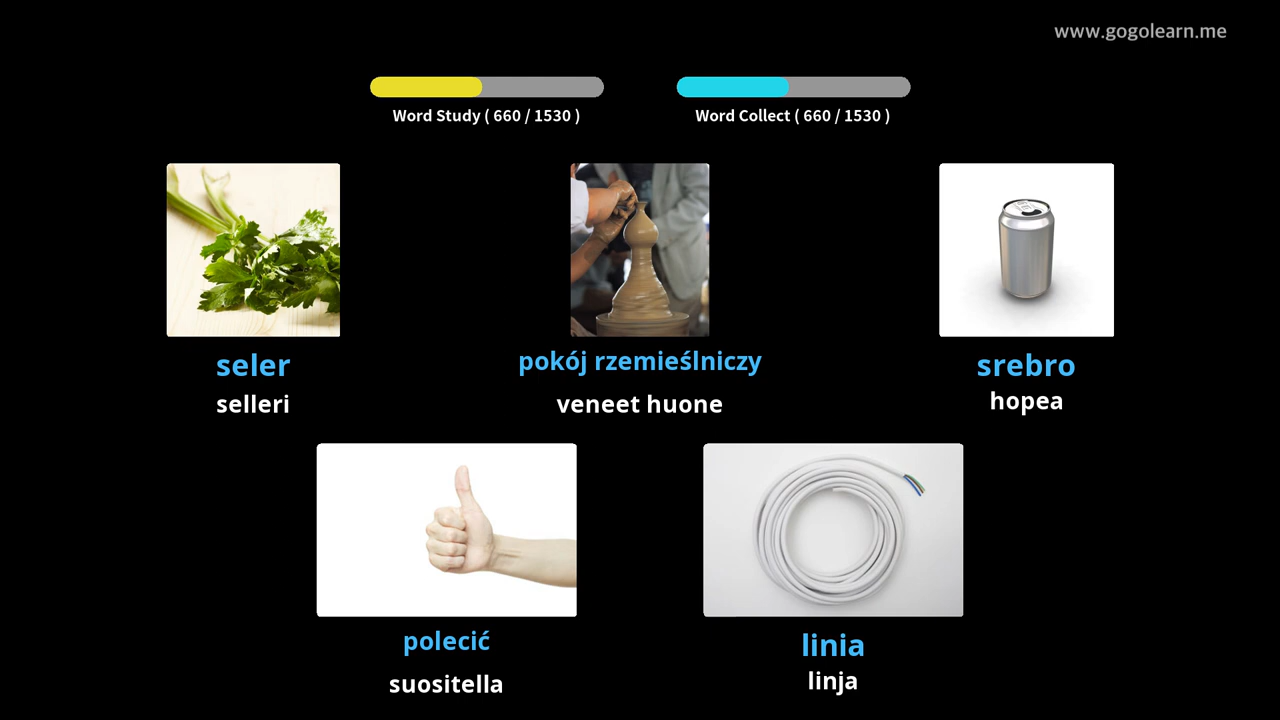 www.gogolearn.me
Word Study ( 660 / 1530 )
Word Collect ( 660 / 1530 )
seler
selleri
pokój rzemieślniczy
veneet huone
srebro
hopea
polecić
suositella
linia
linja